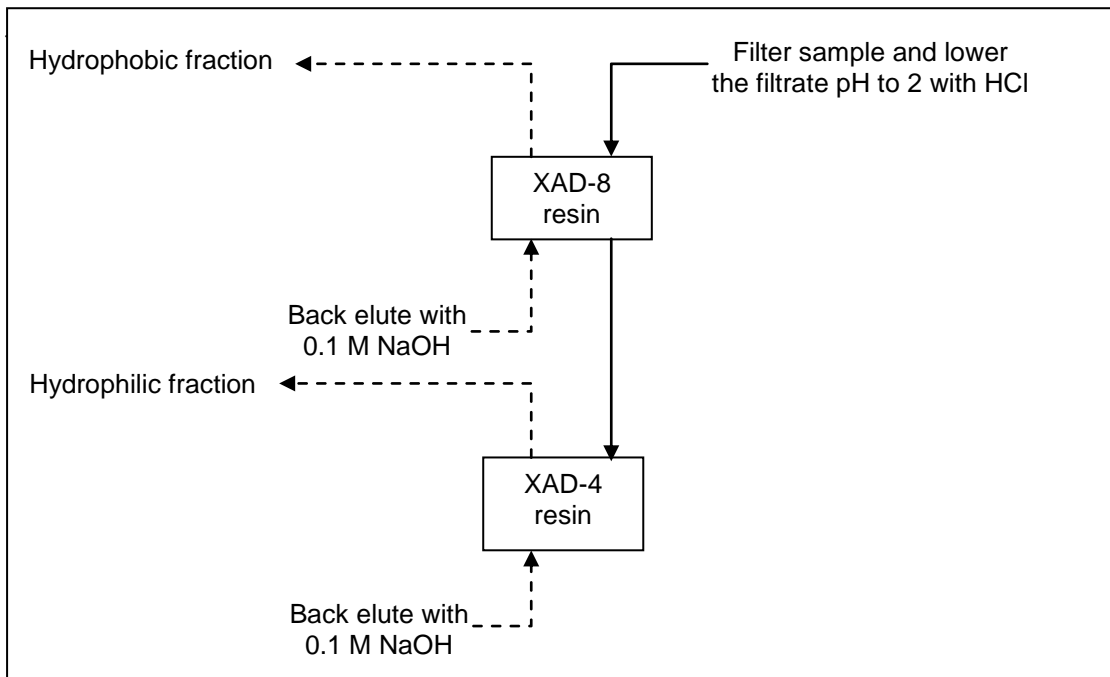 Hydrophobic fraction
Filter sample and lower
the filtrate pH to 2 with HCl
XAD-8
resin
Back elute with
0.1 M NaOH
Hydrophilic fraction
XAD-4
resin
Back elute with
0.1 M NaOH